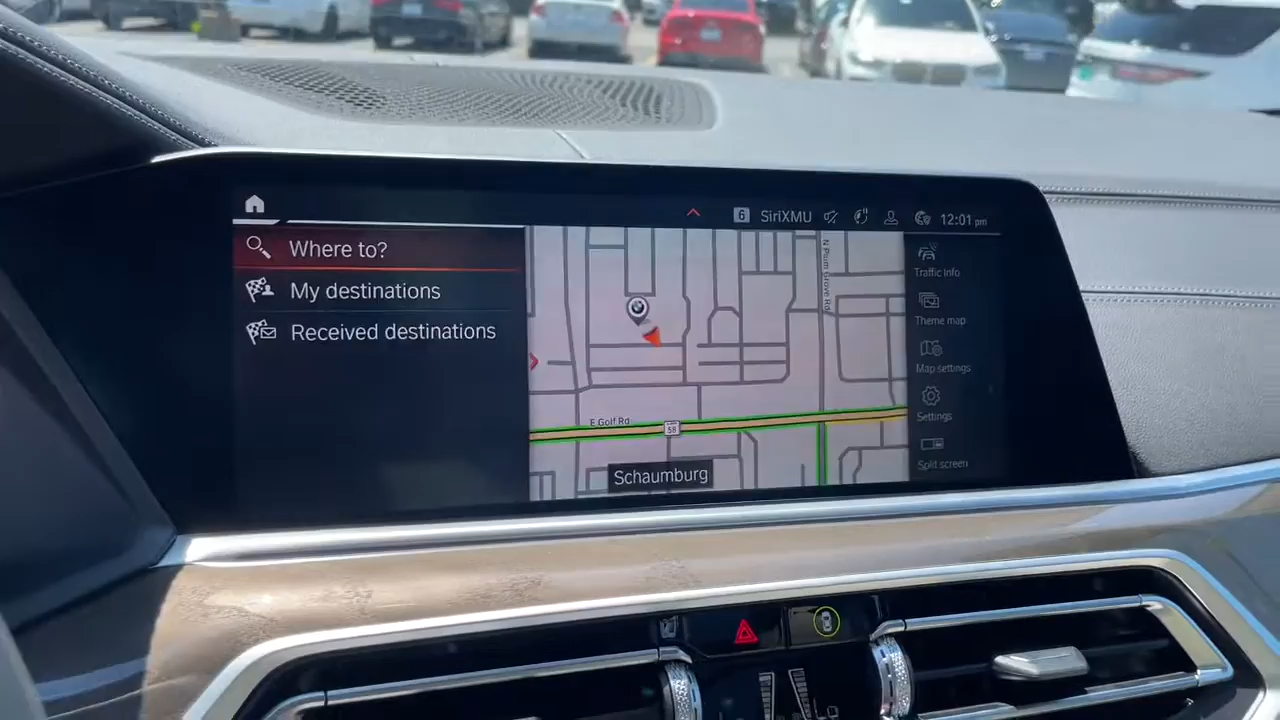 6 SiriXMU 12:01 pm
Where to?
My destinations
Received destinations
N Plum Grove Rd
E Golf Rd
58
Schaumburg
Traffic info
Theme map
Map settings
Settings
Split screen